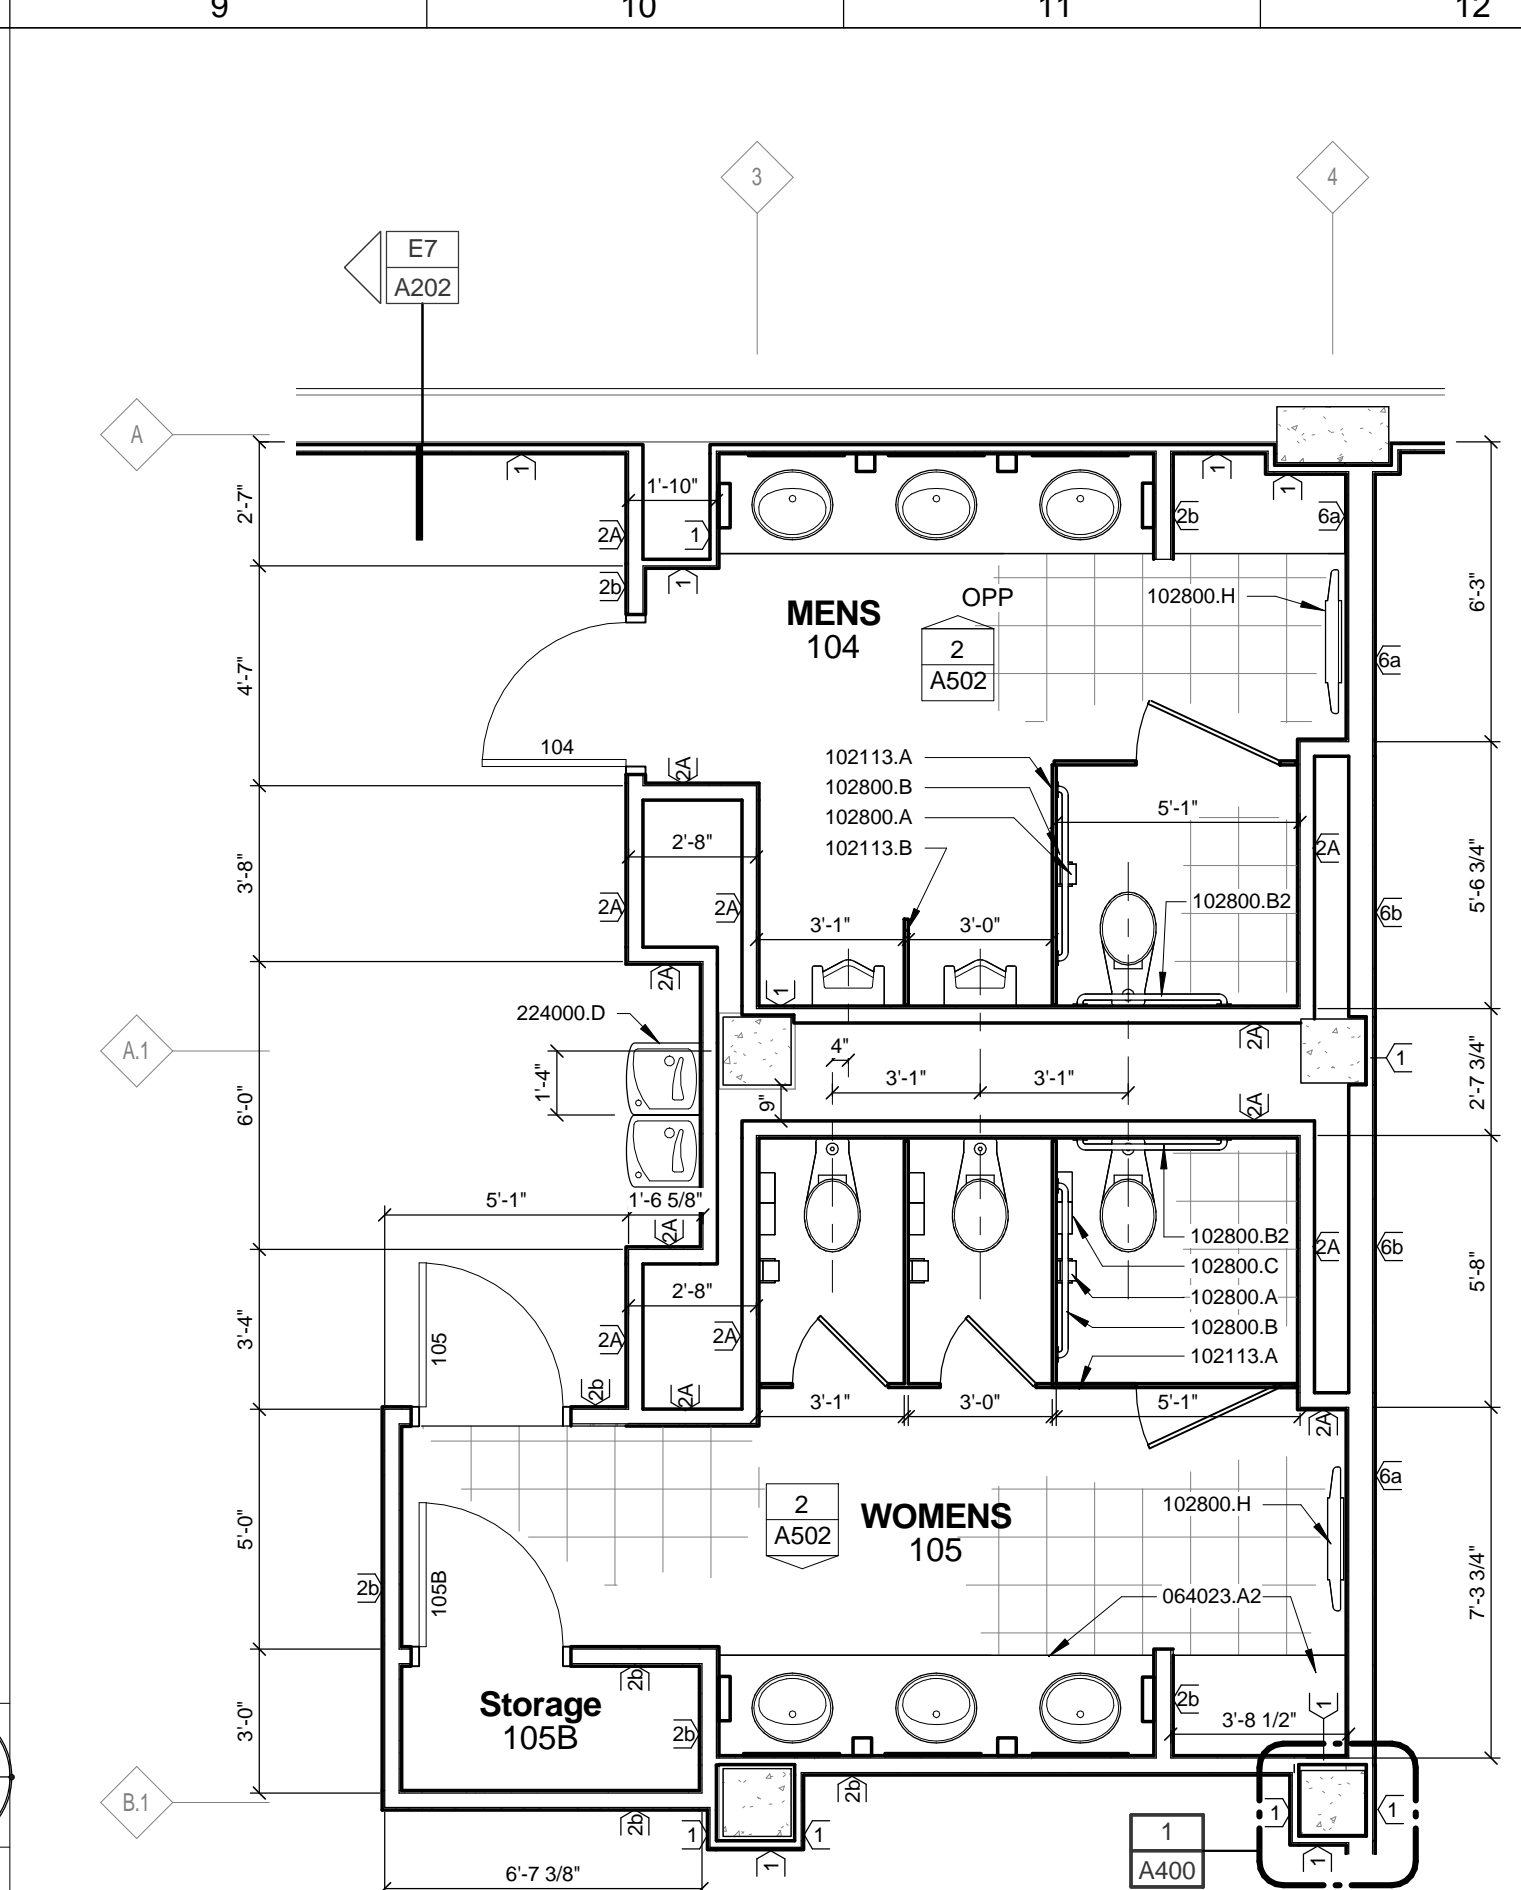 9
10
11
12
3
4
E7
A202
A
1
1
1
2'-7"
1'-10"
2A
1
2b
6a
2b
1
4'-7"
MENS
104
OPP
2
A502
102800.H
6'-3"
6a
104
2A
102113.A
102800.B
102800.A
102113.B
5'-1"
2'-8"
2A
3'-8"
2A
2A
102800.B2
5'-6 3/4"
6b
3'-1"
3'-0"
2A
1
224000.D
2A
A.1
4"
1
1'-4"
3'-1"
3'-1"
9"
2A
2'-7 3/4"
6'-0"
5'-1"
1'-6 5/8"
2A
102800.B2
2A
6b
102800.C
5'-8"
2'-8"
102800.A
3'-4"
105
2A
2A
102800.B
102113.A
2b
2A
3'-1"
3'-0"
5'-1"
2A
6a
2
A502
WOMENS
105
102800.H
5'-0"
2b
105B
064023.A2
7'-3 3/4"
2b
Storage
105B
2b
2b
3'-8 1/2"
1
3'-0"
B.1
2b
2b
1
1
1
1
1
1
1
A400
6'-7 3/8"